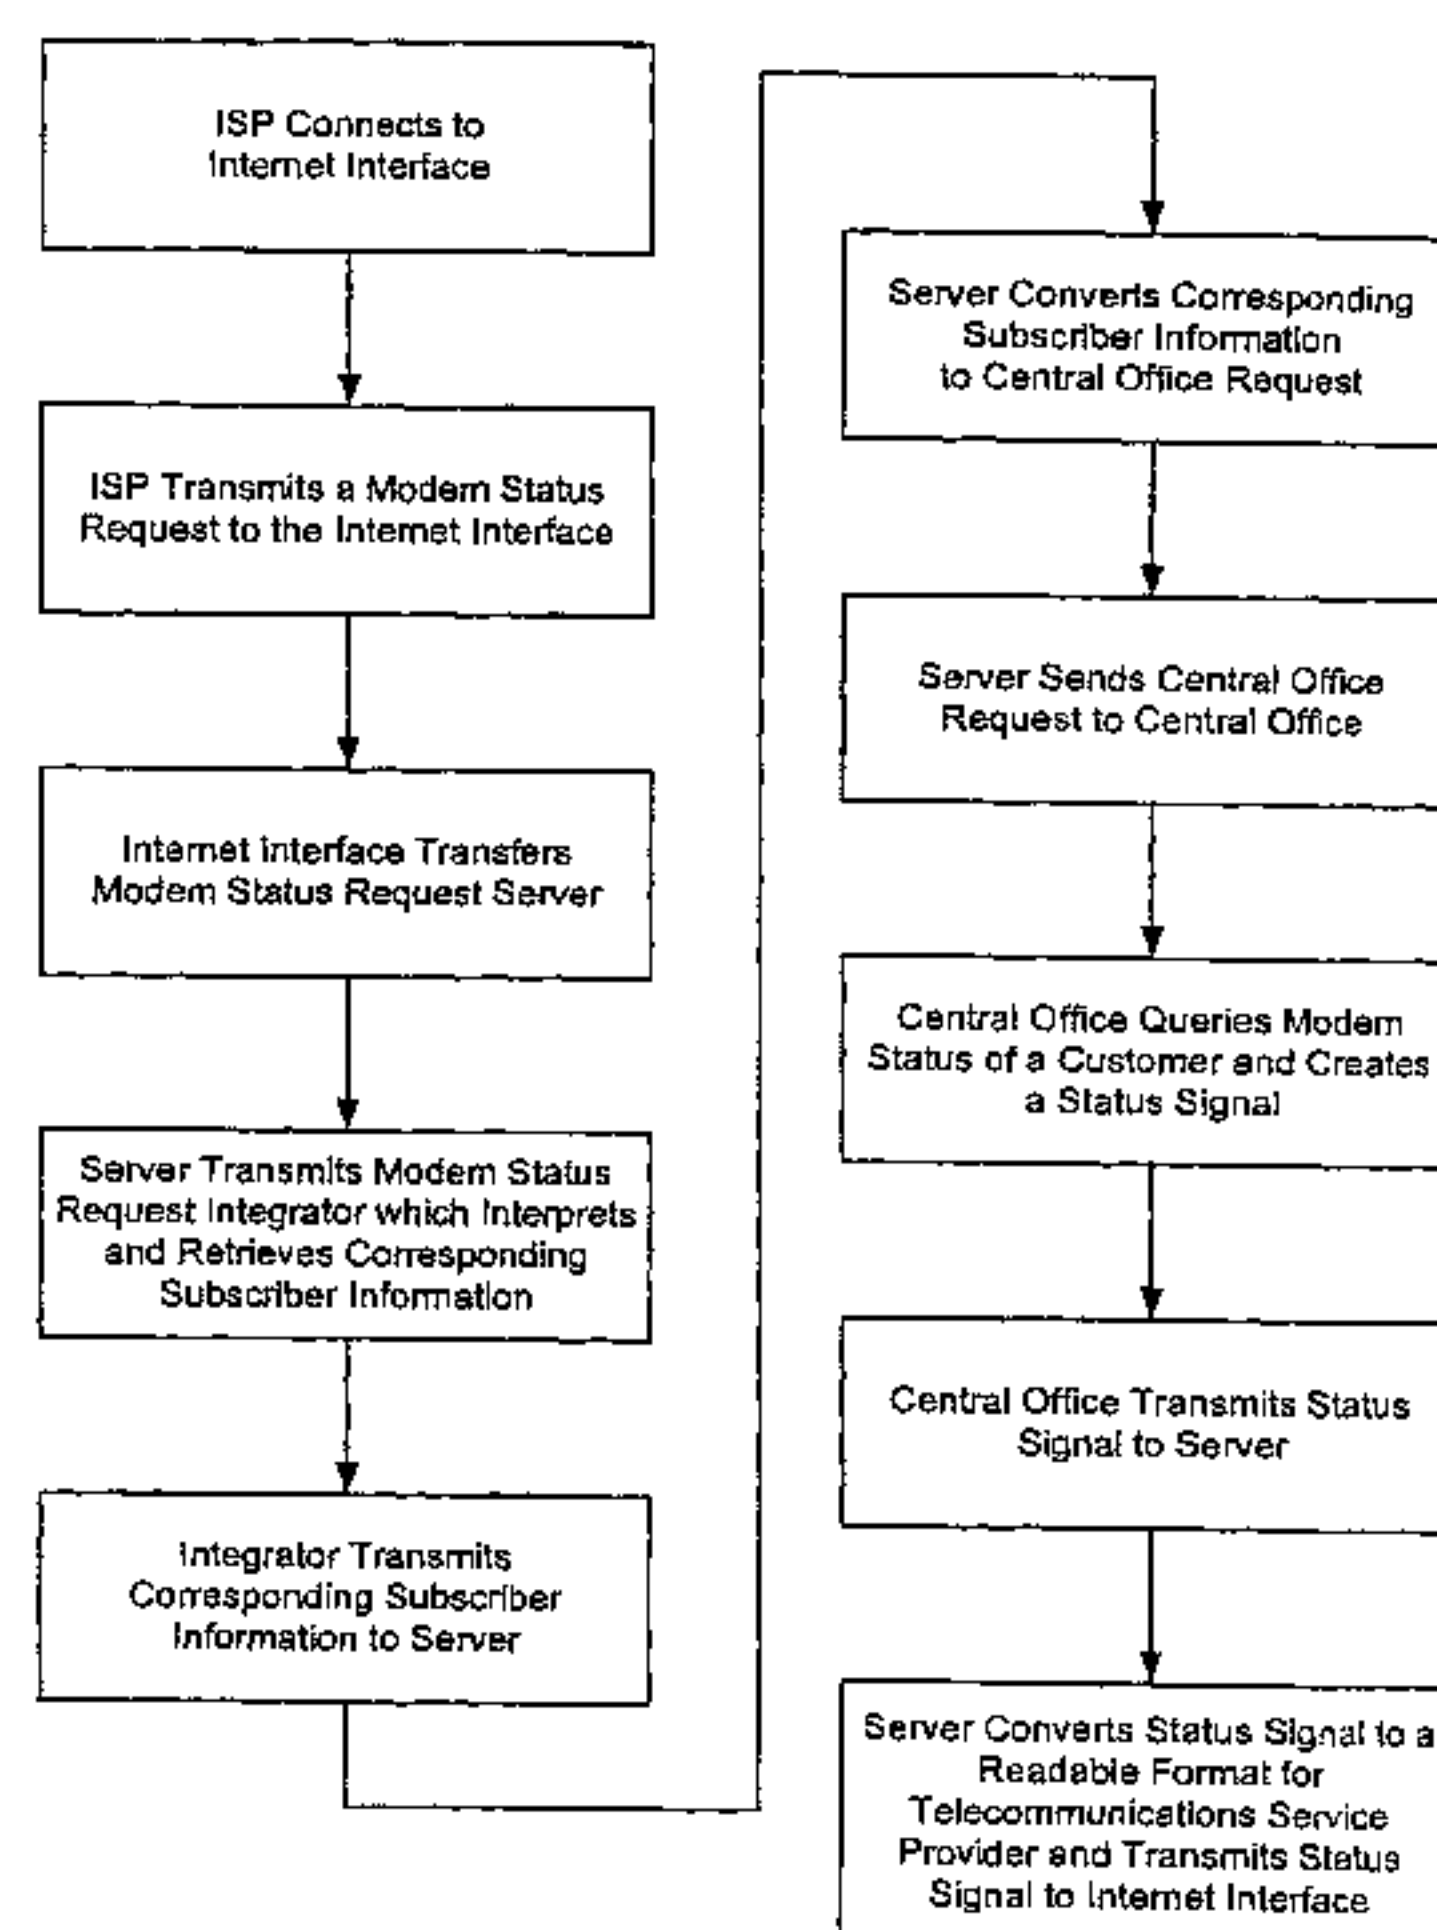 ISP Connects to
Internet Interface
ISP Transmits a Modem Status
Request to the Internet Interface
Internet Interface Transfers
Modem Status Request Server
Server Transmits Modem Status
Request Integrator which Interprets
and Retrieves Corresponding
Subscriber Information
Integrator Transmits
Corresponding Subscriber
Information to Server
Server Converts Corresponding
Subscriber Information
to Central Office Request
Server Sends Central Office
Request to Central Office
Central Office Queries Modem
Status of a Customer and Creates
a Status Signal
Central Office Transmits Status
Signal to Server
Server Converts Status Signal to a
Readable Format for
Telecommunications Service
Provider and Transmits Status
Signal to Internet Interface